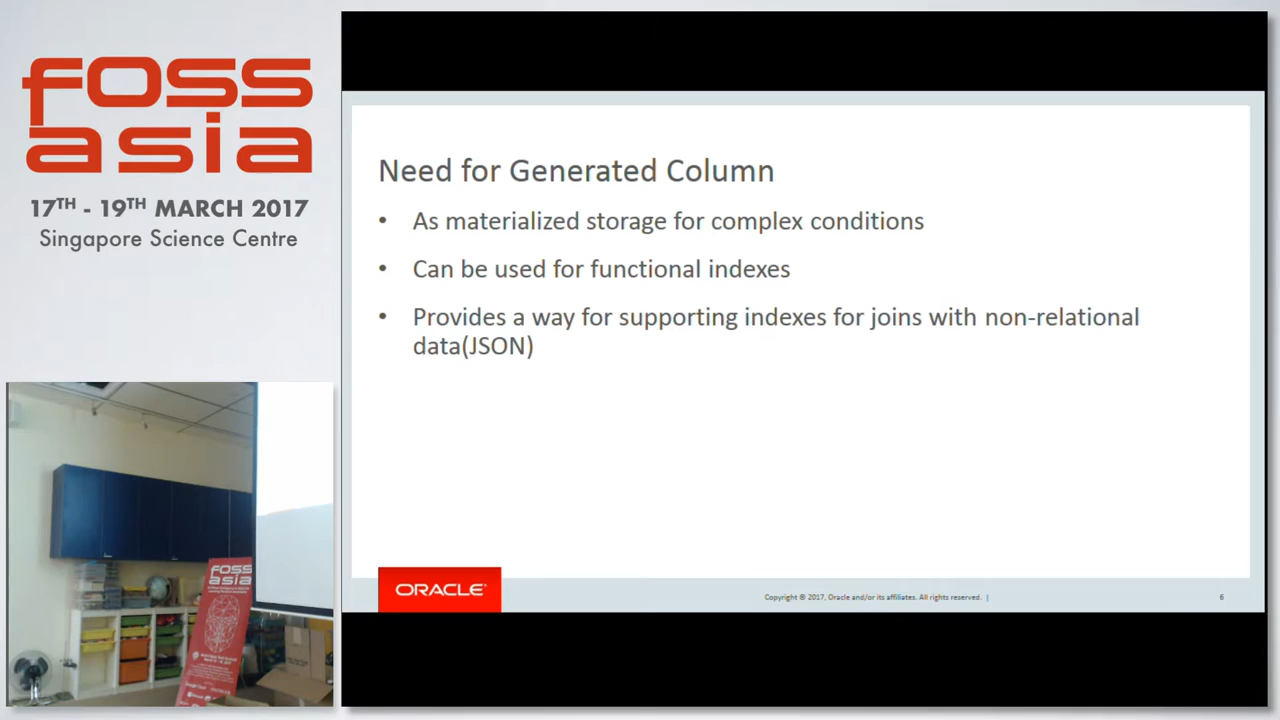 foss
asia
17TH - 19TH MARCH 2017
Singapore Science Centre
Need for Generated Column
• As materialized storage for complex conditions
• Can be used for functional indexes
• Provides a way for supporting indexes for joins with non-relational
data(JSON)
ORACLE
Copyright © 2017, Oracle and/or its affiliates. All rights reserved. |
6
foss
asia